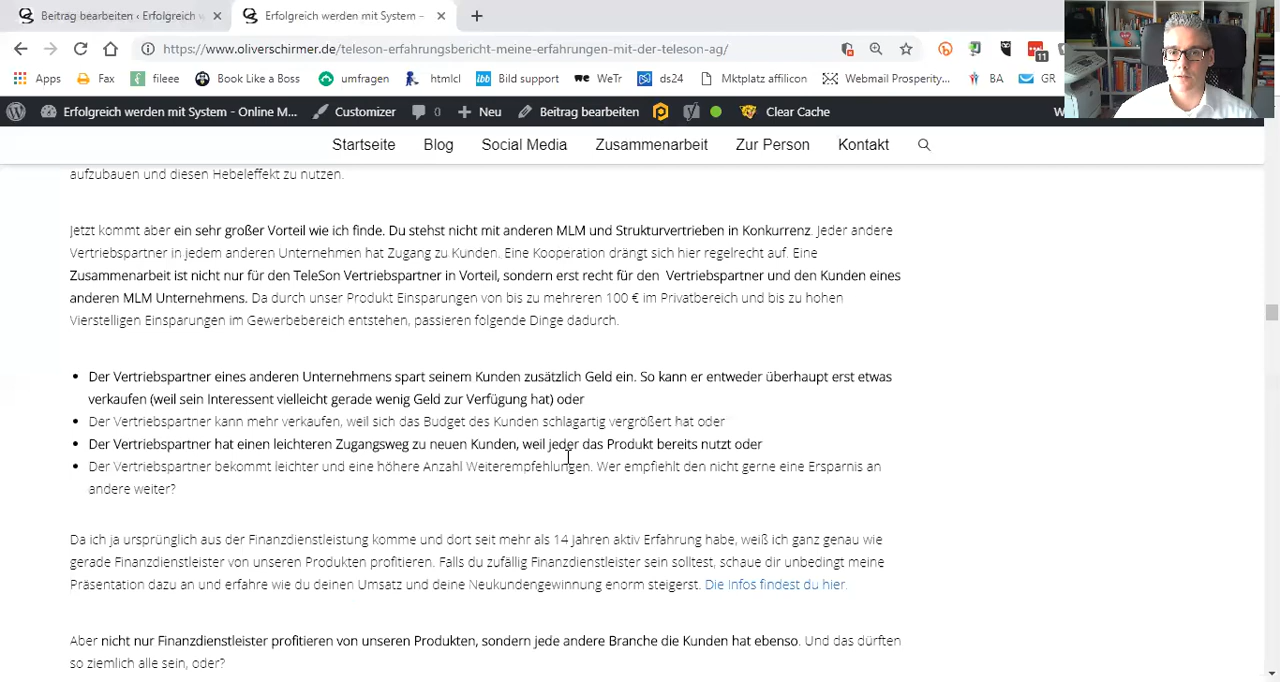 Beitrag bearbeiten ‹ Erfolgreich
Erfolgreich werden mit System –
https://www.oliverschirmer.de/teleson-erfahrungsbericht-meine-erfahrungen-mit-der-teleson-ag/
11
Apps Fax fileee Book Like a Boss umfragen htmlcl Bild support WeTr ds24 Mktplatz affilicon Webmail Prosperity... BA GR
Erfolgreich werden mit System – Online M... Customizer 0 Neu Beitrag bearbeiten Clear Cache W
Startseite Blog Social Media Zusammenarbeit Zur Person Kontakt
aufzubauen und diesen Hebeleffekt zu nutzen.
Jetzt kommt aber ein sehr großer Vorteil wie ich finde. Du stehst nicht mit anderen MLM und Strukturvertrieben in Konkurrenz. Jeder andere
Vertriebspartner in jedem anderen Unternehmen hat Zugang zu Kunden. Eine Kooperation drängt sich hier regelrecht auf. Eine
Zusammenarbeit ist nicht nur für den TeleSon Vertriebspartner in Vorteil, sondern erst recht für den Vertriebspartner und den Kunden eines
anderen MLM Unternehmens. Da durch unser Produkt Einsparungen von bis zu mehreren 100 € im Privatbereich und bis zu hohen
Vierstelligen Einsparungen im Gewerbebereich entstehen, passieren folgende Dinge dadurch.
• Der Vertriebspartner eines anderen Unternehmens spart seinem Kunden zusätzlich Geld ein. So kann er entweder überhaupt erst etwas
verkaufen (weil sein Interessent vielleicht gerade wenig Geld zur Verfügung hat) oder
• Der Vertriebspartner kann mehr verkaufen, weil sich das Budget des Kunden schlagartig vergrößert hat oder
• Der Vertriebspartner hat einen leichteren Zugangsweg zu neuen Kunden, weil jeder das Produkt bereits nutzt oder
• Der Vertriebspartner bekommt leichter und eine höhere Anzahl Weiterempfehlungen. Wer empfiehlt den nicht gerne eine Ersparnis an
andere weiter?
Da ich ja ursprünglich aus der Finanzdienstleistung komme und dort seit mehr als 14 Jahren aktiv Erfahrung habe, weiß ich ganz genau wie
gerade Finanzdienstleister von unseren Produkten profitieren. Falls du zufällig Finanzdienstleister sein solltest, schaue dir unbedingt meine
Präsentation dazu an und erfahre wie du deinen Umsatz und deine Neukundengewinnung enorm steigerst. Die Infos findest du hier.
Aber nicht nur Finanzdienstleister profitieren von unseren Produkten, sondern jede andere Branche die Kunden hat ebenso. Und das dürften
so ziemlich alle sein, oder?